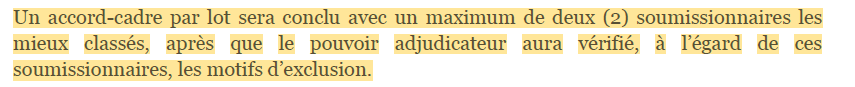 Un accord-cadre par lot sera conclu avec un maximum de deux (2) soumissionnaires les
mieux classés, après que le pouvoir adjudicateur aura vérifié, à l’égard de ces
soumissionnaires, les motifs d’exclusion.